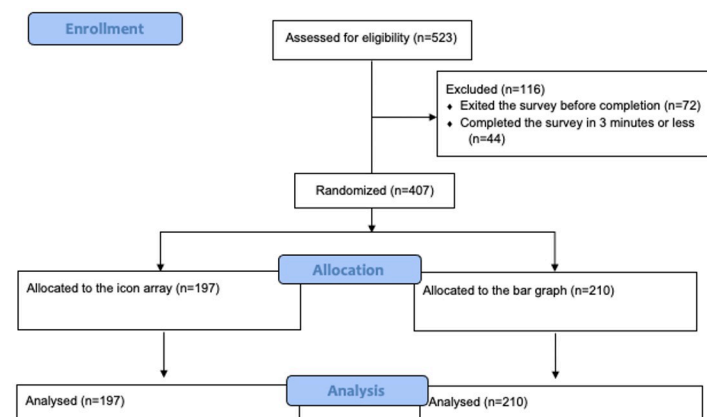 Enrollment
Assessed for eligibility (n=523)
Excluded (n=116)
♦ Exited the survey before completion (n=72)
♦ Completed the survey in 3 minutes or less
(n=44)
Randomized (n=407)
Allocation
Allocated to the icon array (n=197)
Allocated to the bar graph (n=210)
Analysis
Analysed (n=197)
Analysed (n=210)